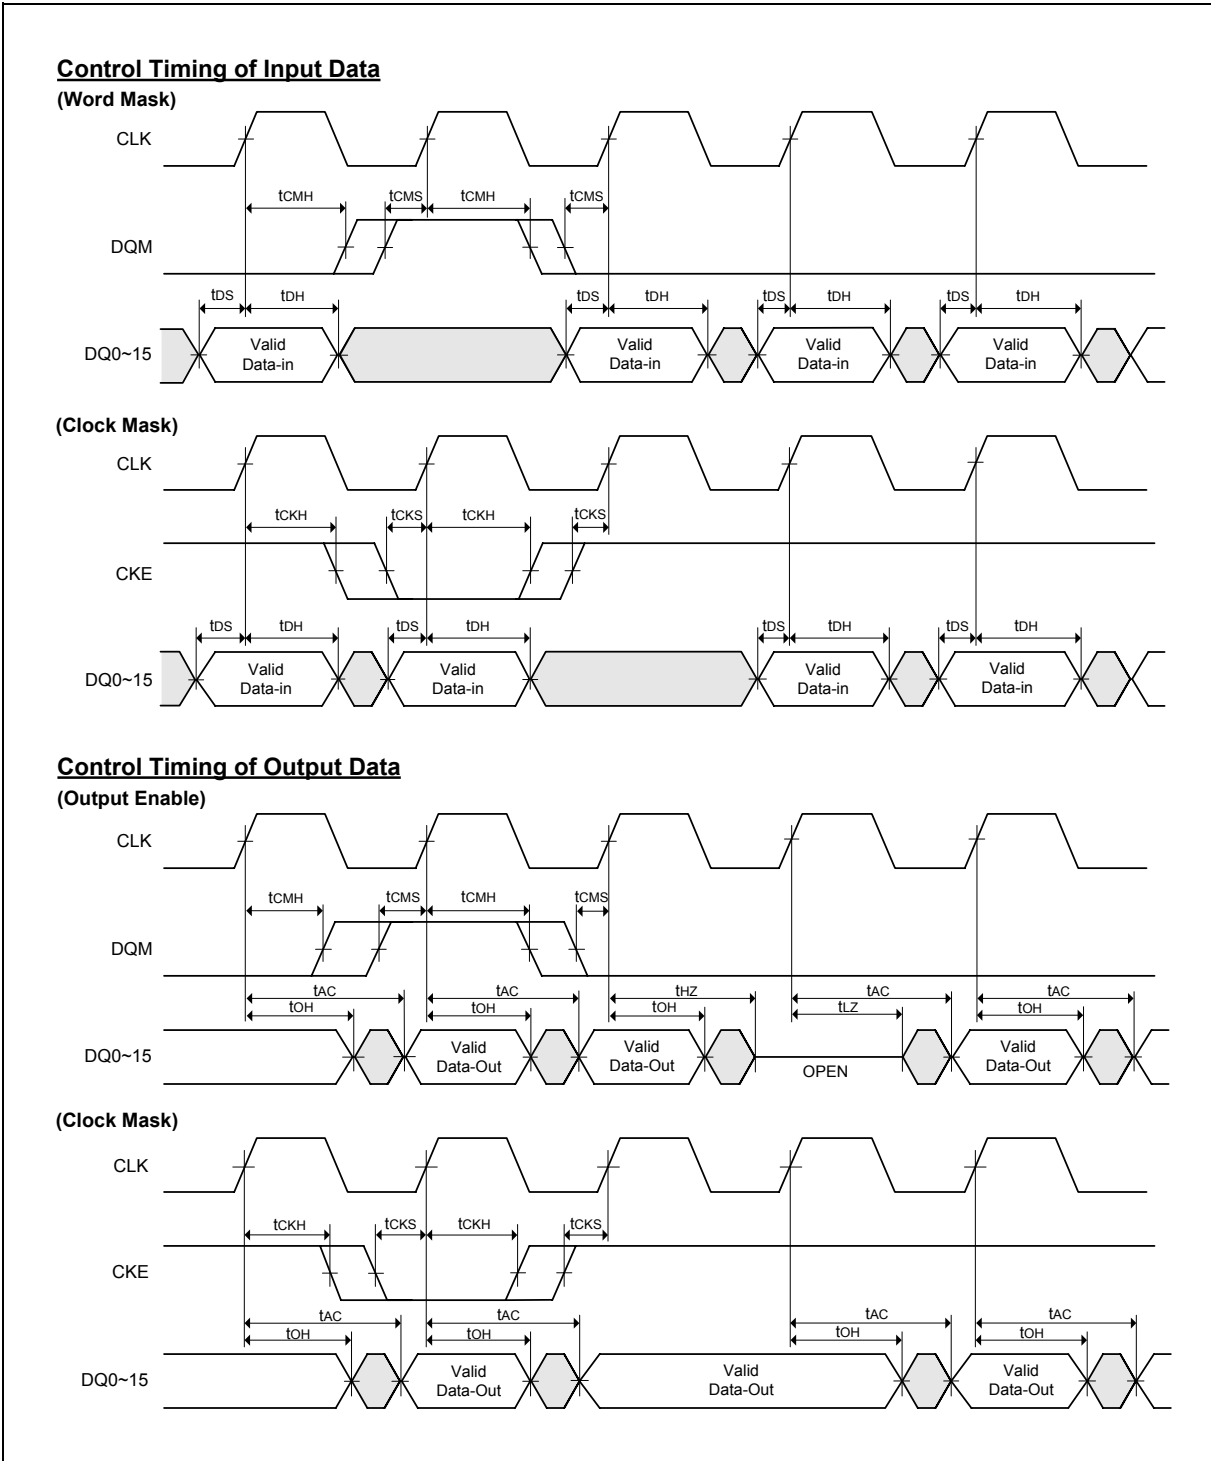 Control Timing of Input Data
(Word Mask)
CLK
tCMH tCMS tCMH tCMS
DQM
tDS tDH tDS tDH tDS tDH tDS tDH
DQ0~15
Valid Data-in
Valid Data-in
Valid Data-in
Valid Data-in
(Clock Mask)
CLK
tCKH tCKS tCKH tCKS
CKE
tDS tDH tDS tDH tDS tDH tDS tDH
DQ0~15
Valid Data-in
Valid Data-in
Valid Data-in
Valid Data-in
Control Timing of Output Data
(Output Enable)
CLK
tCMH tCMS tCMH tCMS
DQM
tAC tAC tHZ tAC tAC
tOH tOH tOH tLZ tOH
DQ0~15
Valid Data-Out
Valid Data-Out
OPEN
Valid Data-Out
(Clock Mask)
CLK
tCKH tCKS tCKH tCKS
CKE
tAC tAC tAC tAC
tOH tOH tOH tOH
DQ0~15
Valid Data-Out
Valid Data-Out
Valid Data-Out